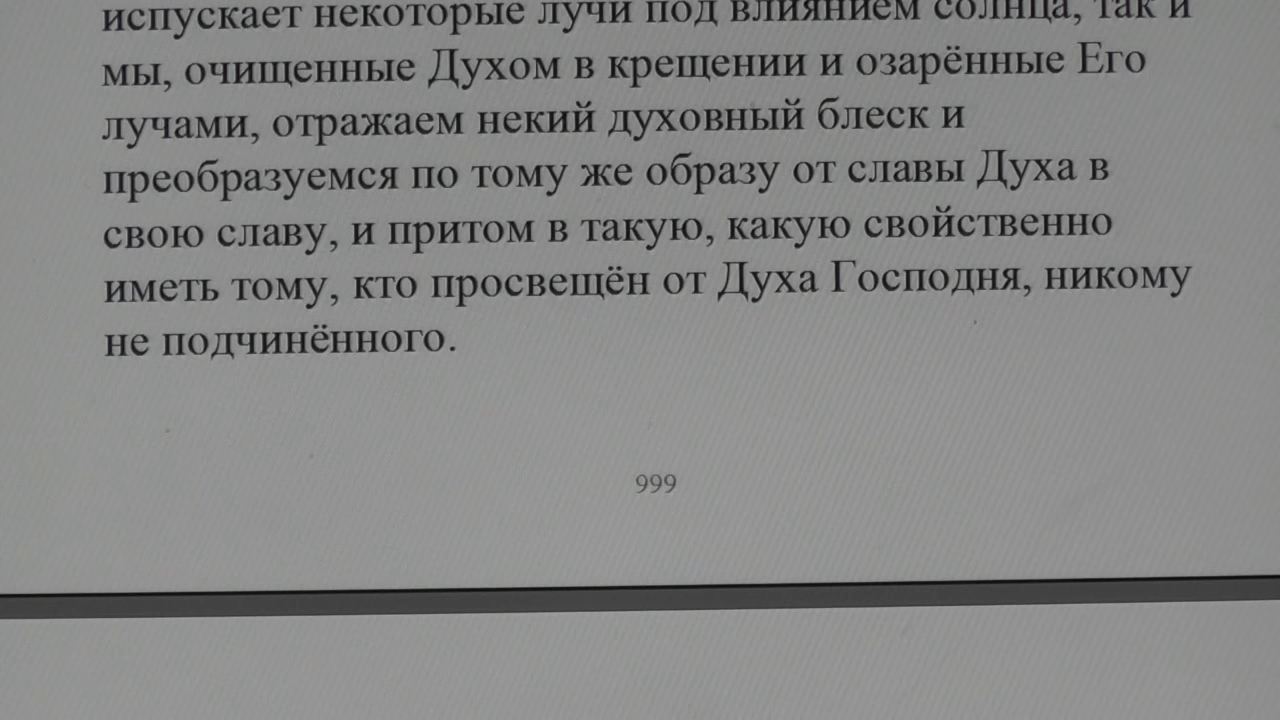 испускает некоторые лучи под влиянием солнца, так и
мы, очищенные Духом в крещении и озарённые Его
лучами, отражаем некий духовный блеск и
преобразуемся по тому же образу от славы Духа в
свою славу, и притом в такую, какую свойственно
иметь тому, кто просвещён от Духа Господня, никому
не подчинённого.
999